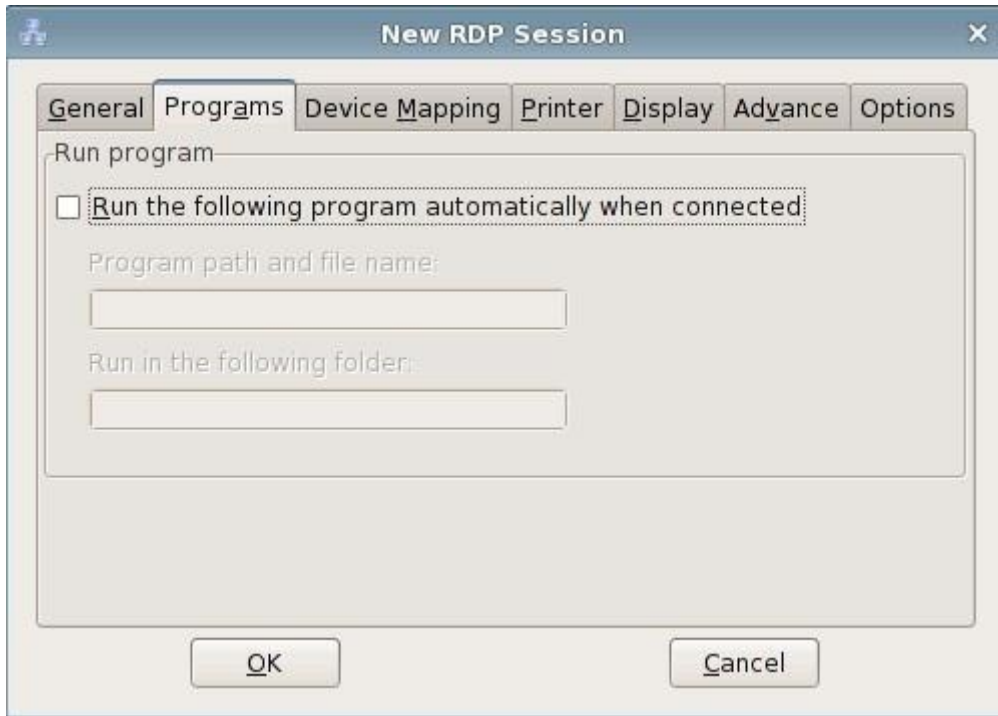 New RDP Session
General Programs Device Mapping Printer Display Advance Options
Run program
Run the following program automatically when connected
Program path and file name:
Run in the following folder:
OK Cancel